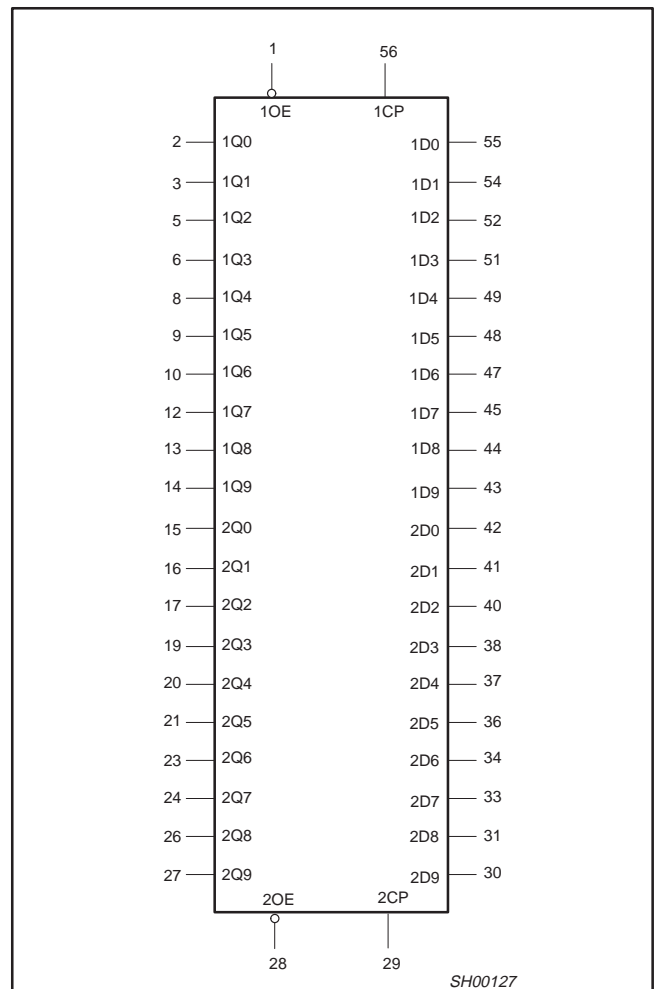 1 56
1OE 1CP
2 1Q0 1D0 55
3 1Q1 1D1 54
5 1Q2 1D2 52
6 1Q3 1D3 51
8 1Q4 1D4 49
9 1Q5 1D5 48
10 1Q6 1D6 47
12 1Q7 1D7 45
13 1Q8 1D8 44
14 1Q9 1D9 43
15 2Q0 2D0 42
16 2Q1 2D1 41
17 2Q2 2D2 40
19 2Q3 2D3 38
20 2Q4 2D4 37
21 2Q5 2D5 36
23 2Q6 2D6 34
24 2Q7 2D7 33
26 2Q8 2D8 31
27 2Q9 2D9 30
2OE 2CP
28 29
SH00127